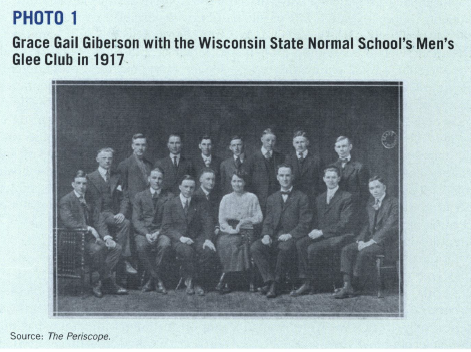 PHOTO 1
Grace Gail Giberson with the Wisconsin State Normal School's Men's
Glee Club in 1917
Source: The Periscope.